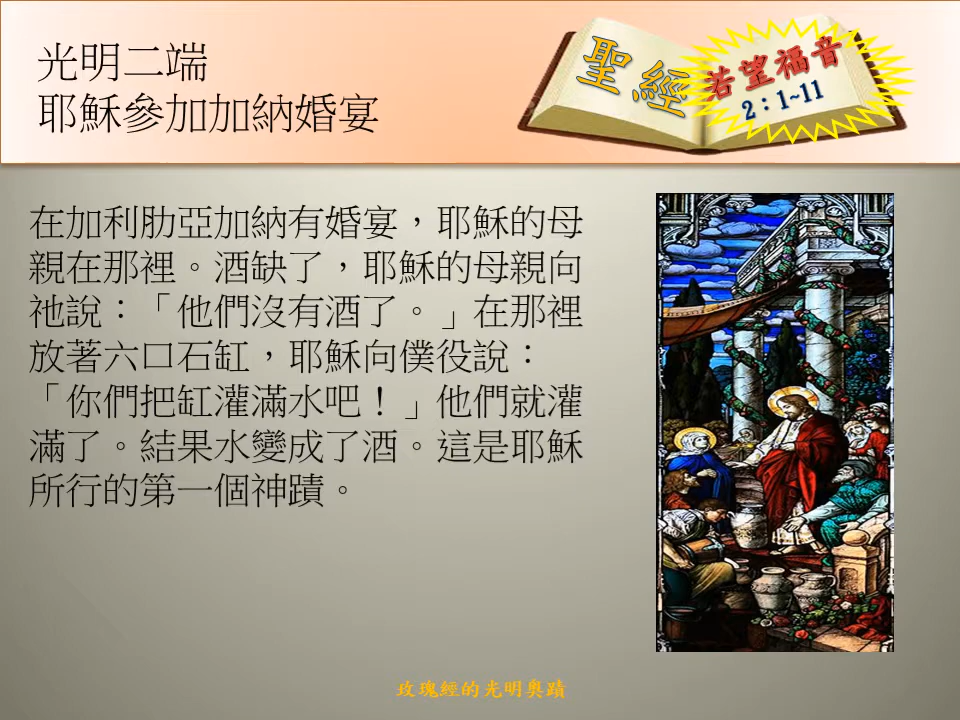 光明二端
耶穌參加加納婚宴
聖經
若望福音
2：1~11
在加利肋亞加納有婚宴，耶穌的母
親在那裡。酒缺了，耶穌的母親向
祂說：「他們沒有酒了。」在那裡
放著六口石缸，耶穌向僕役說：
「你們把缸灌滿水吧！」他們就灌
滿了。結果水變成了酒。這是耶穌
所行的第一個神蹟。
玫瑰經的光明奧蹟